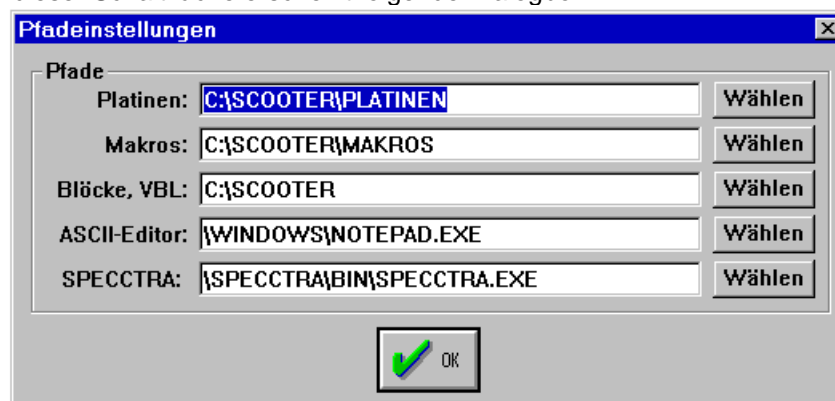 Pfadeinstellungen
Pfade
Platinen: C:\SCOOTER\PLATINEN Wählen
Makros: C:\SCOOTER\MAKROS Wählen
Blöcke, VBL: C:\SCOOTER Wählen
ASCII-Editor: \WINDOWS\NOTEPAD.EXE Wählen
SPECCTRA: \SPECCTRA\BIN\SPECCTRA.EXE Wählen
OK